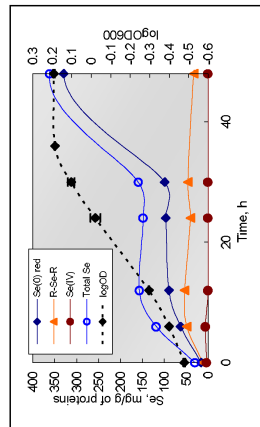 Se(0) red
R-Se-R
Se(IV)
Total Se
logOD
Se, mg/g of proteins
400
350
300
250
200
150
100
50
0
0
20
40
Time, h
logOD600
0.3
0.2
0.1
0
-0.1
-0.2
-0.3
-0.4
-0.5
-0.6